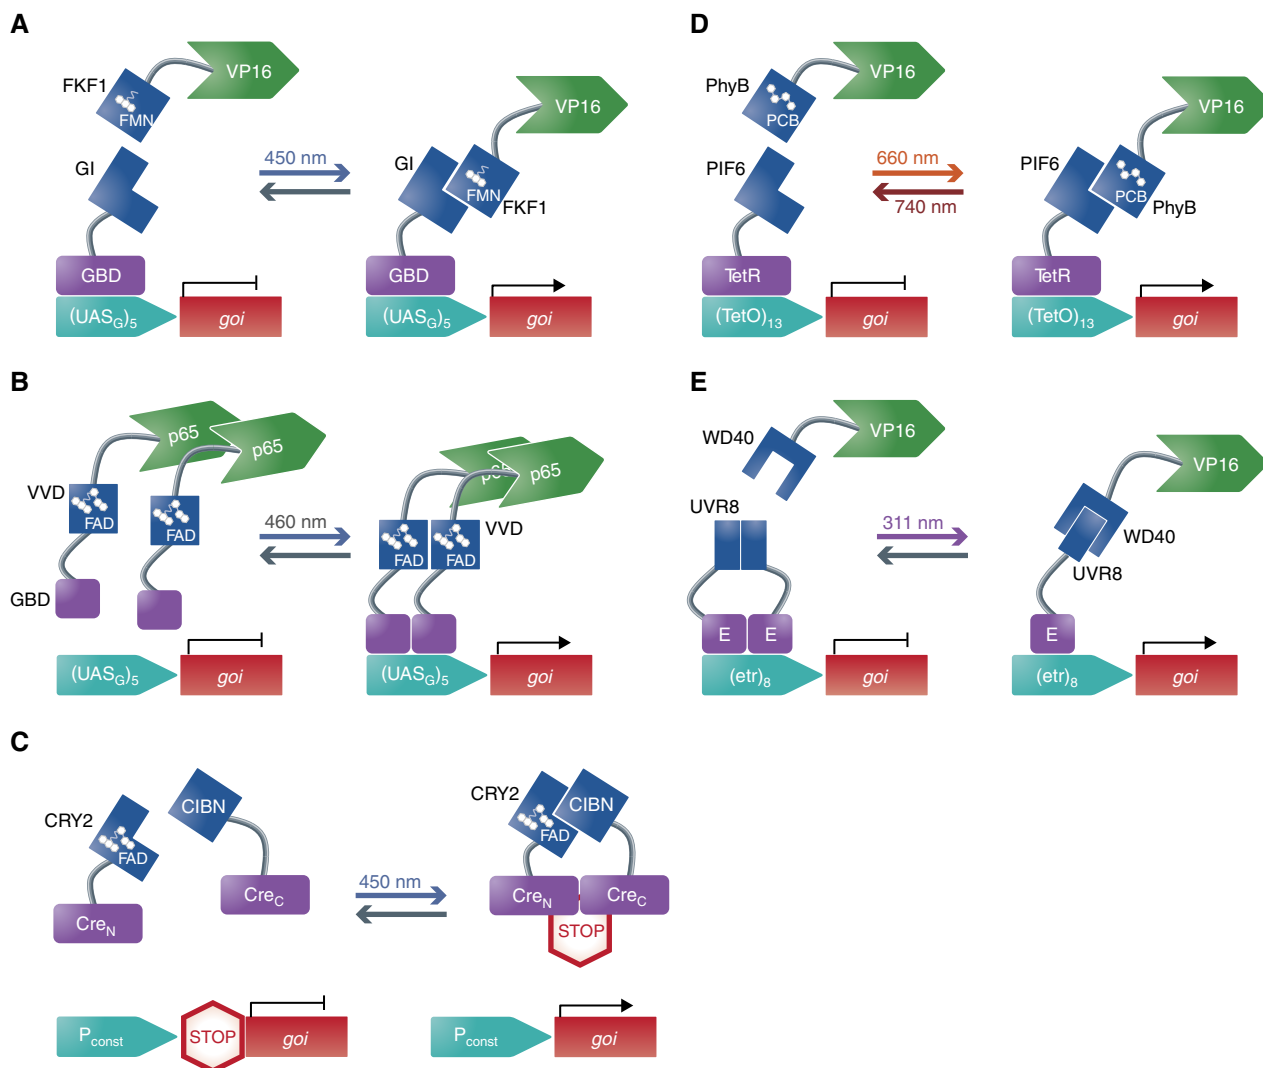 A
FKF1
FMN
VP16
GI
GBD
(UASG)5
goi
450 nm
GI
FMN
FKF1
VP16
GBD
(UASG)5
goi
D
PhyB
PCB
VP16
PIF6
TetR
(TetO)13
goi
660 nm
740 nm
PIF6
PCB
PhyB
VP16
TetR
(TetO)13
goi
B
p65
p65
VVD
FAD
FAD
GBD
(UASG)5
goi
460 nm
p65
p65
VVD
FAD
FAD
(UASG)5
goi
E
WD40
VP16
UVR8
E
E
(etr)8
goi
311 nm
VP16
WD40
UVR8
E
(etr)8
goi
C
CRY2
FAD
CIBN
CreN
CreC
Pconst
STOP
goi
450 nm
CRY2
FAD
CIBN
CreN
CreC
STOP
Pconst
goi